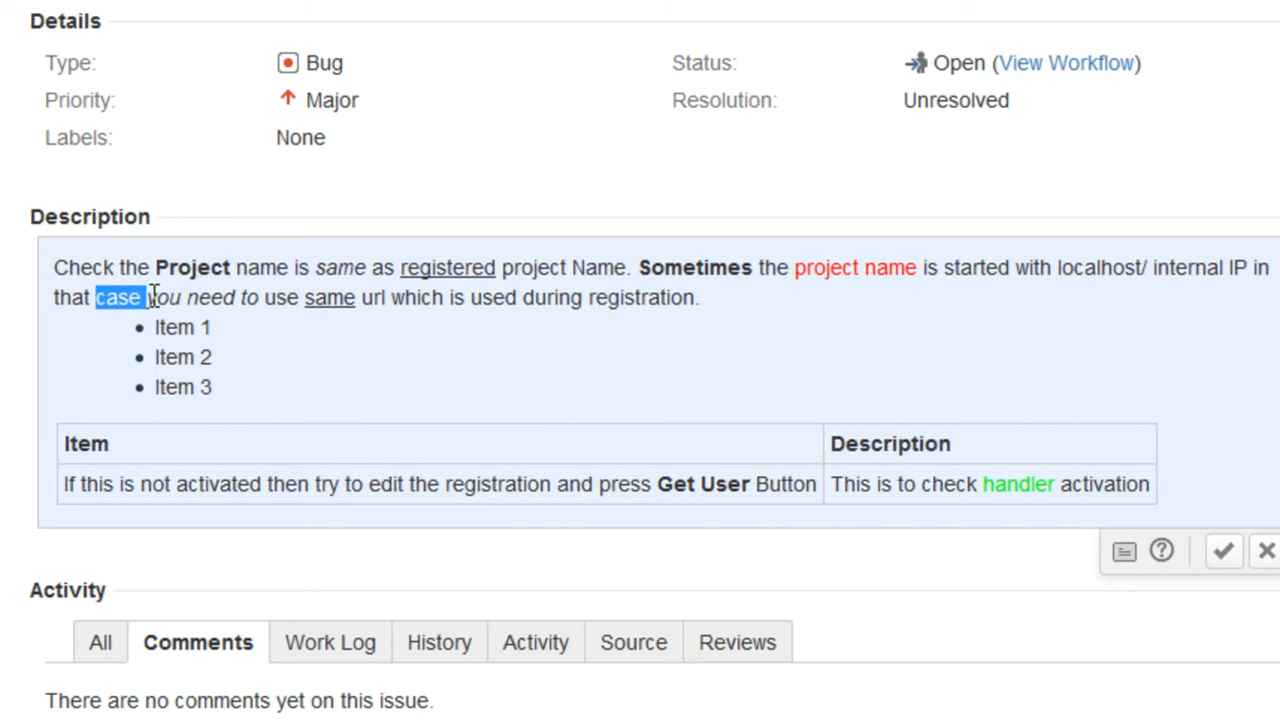 Details
Type: Bug Status: Open (View Workflow)
Priority: Major Resolution: Unresolved
Labels: None
Description
Check the Project name is same as registered project Name. Sometimes the project name is started with localhost/ internal IP in
that case you need to use same url which is used during registration.
• Item 1
• Item 2
• Item 3
Item Description
If this is not activated then try to edit the registration and press Get User Button This is to check handler activation
Activity
All Comments Work Log History Activity Source Reviews
There are no comments yet on this issue.